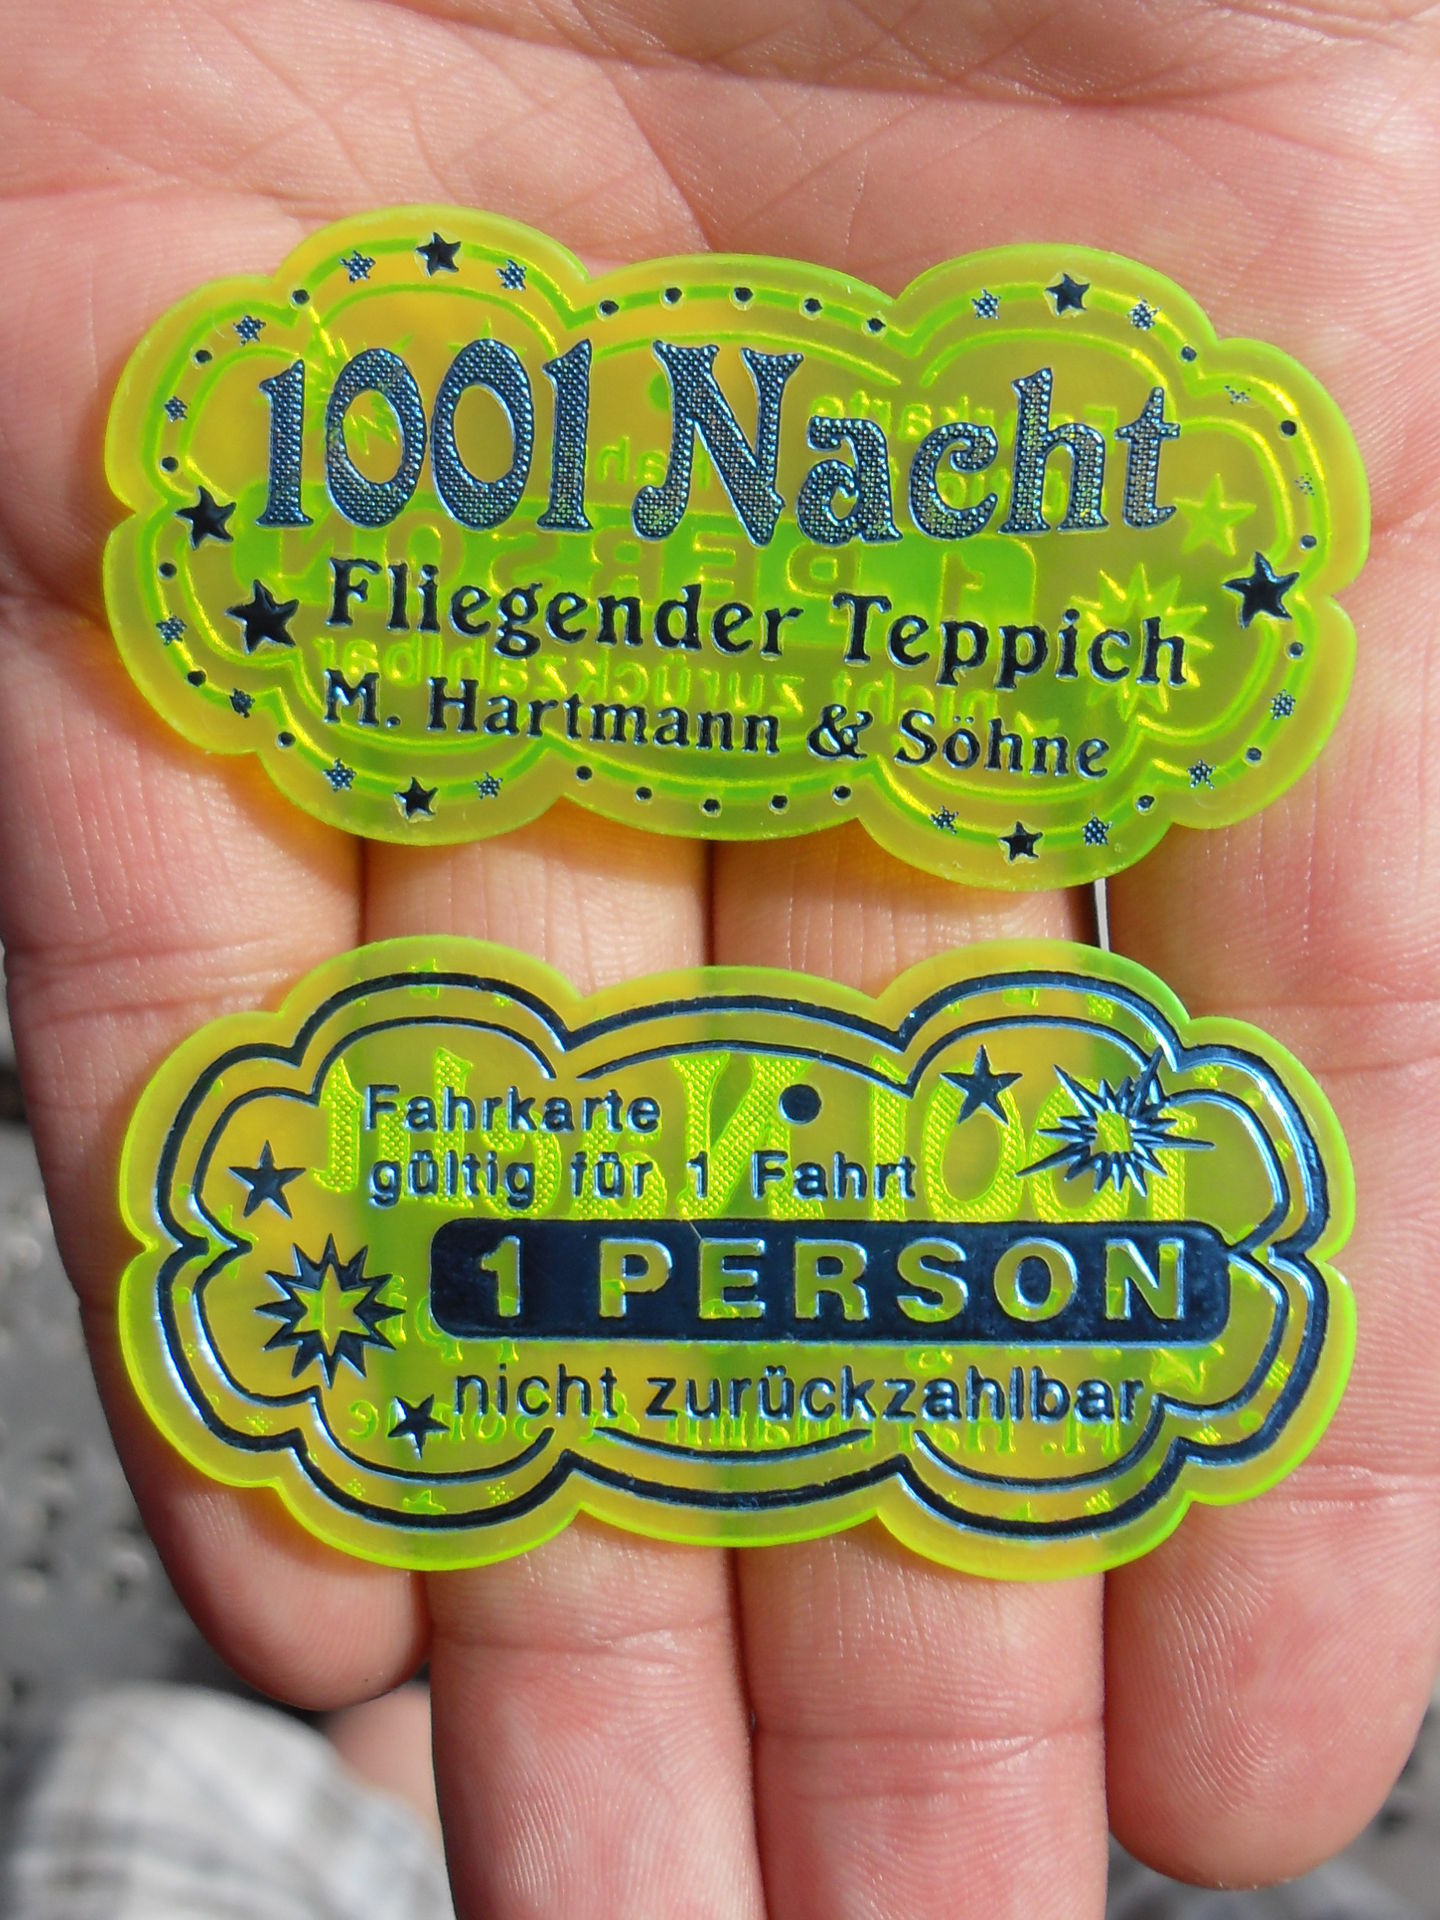 1001 Nacht
Fliegender Teppich
M. Hartmann & Söhne
Fahrkarte
gültig für 1 Fahrt
1 PERSON
nicht zurückzahlbar